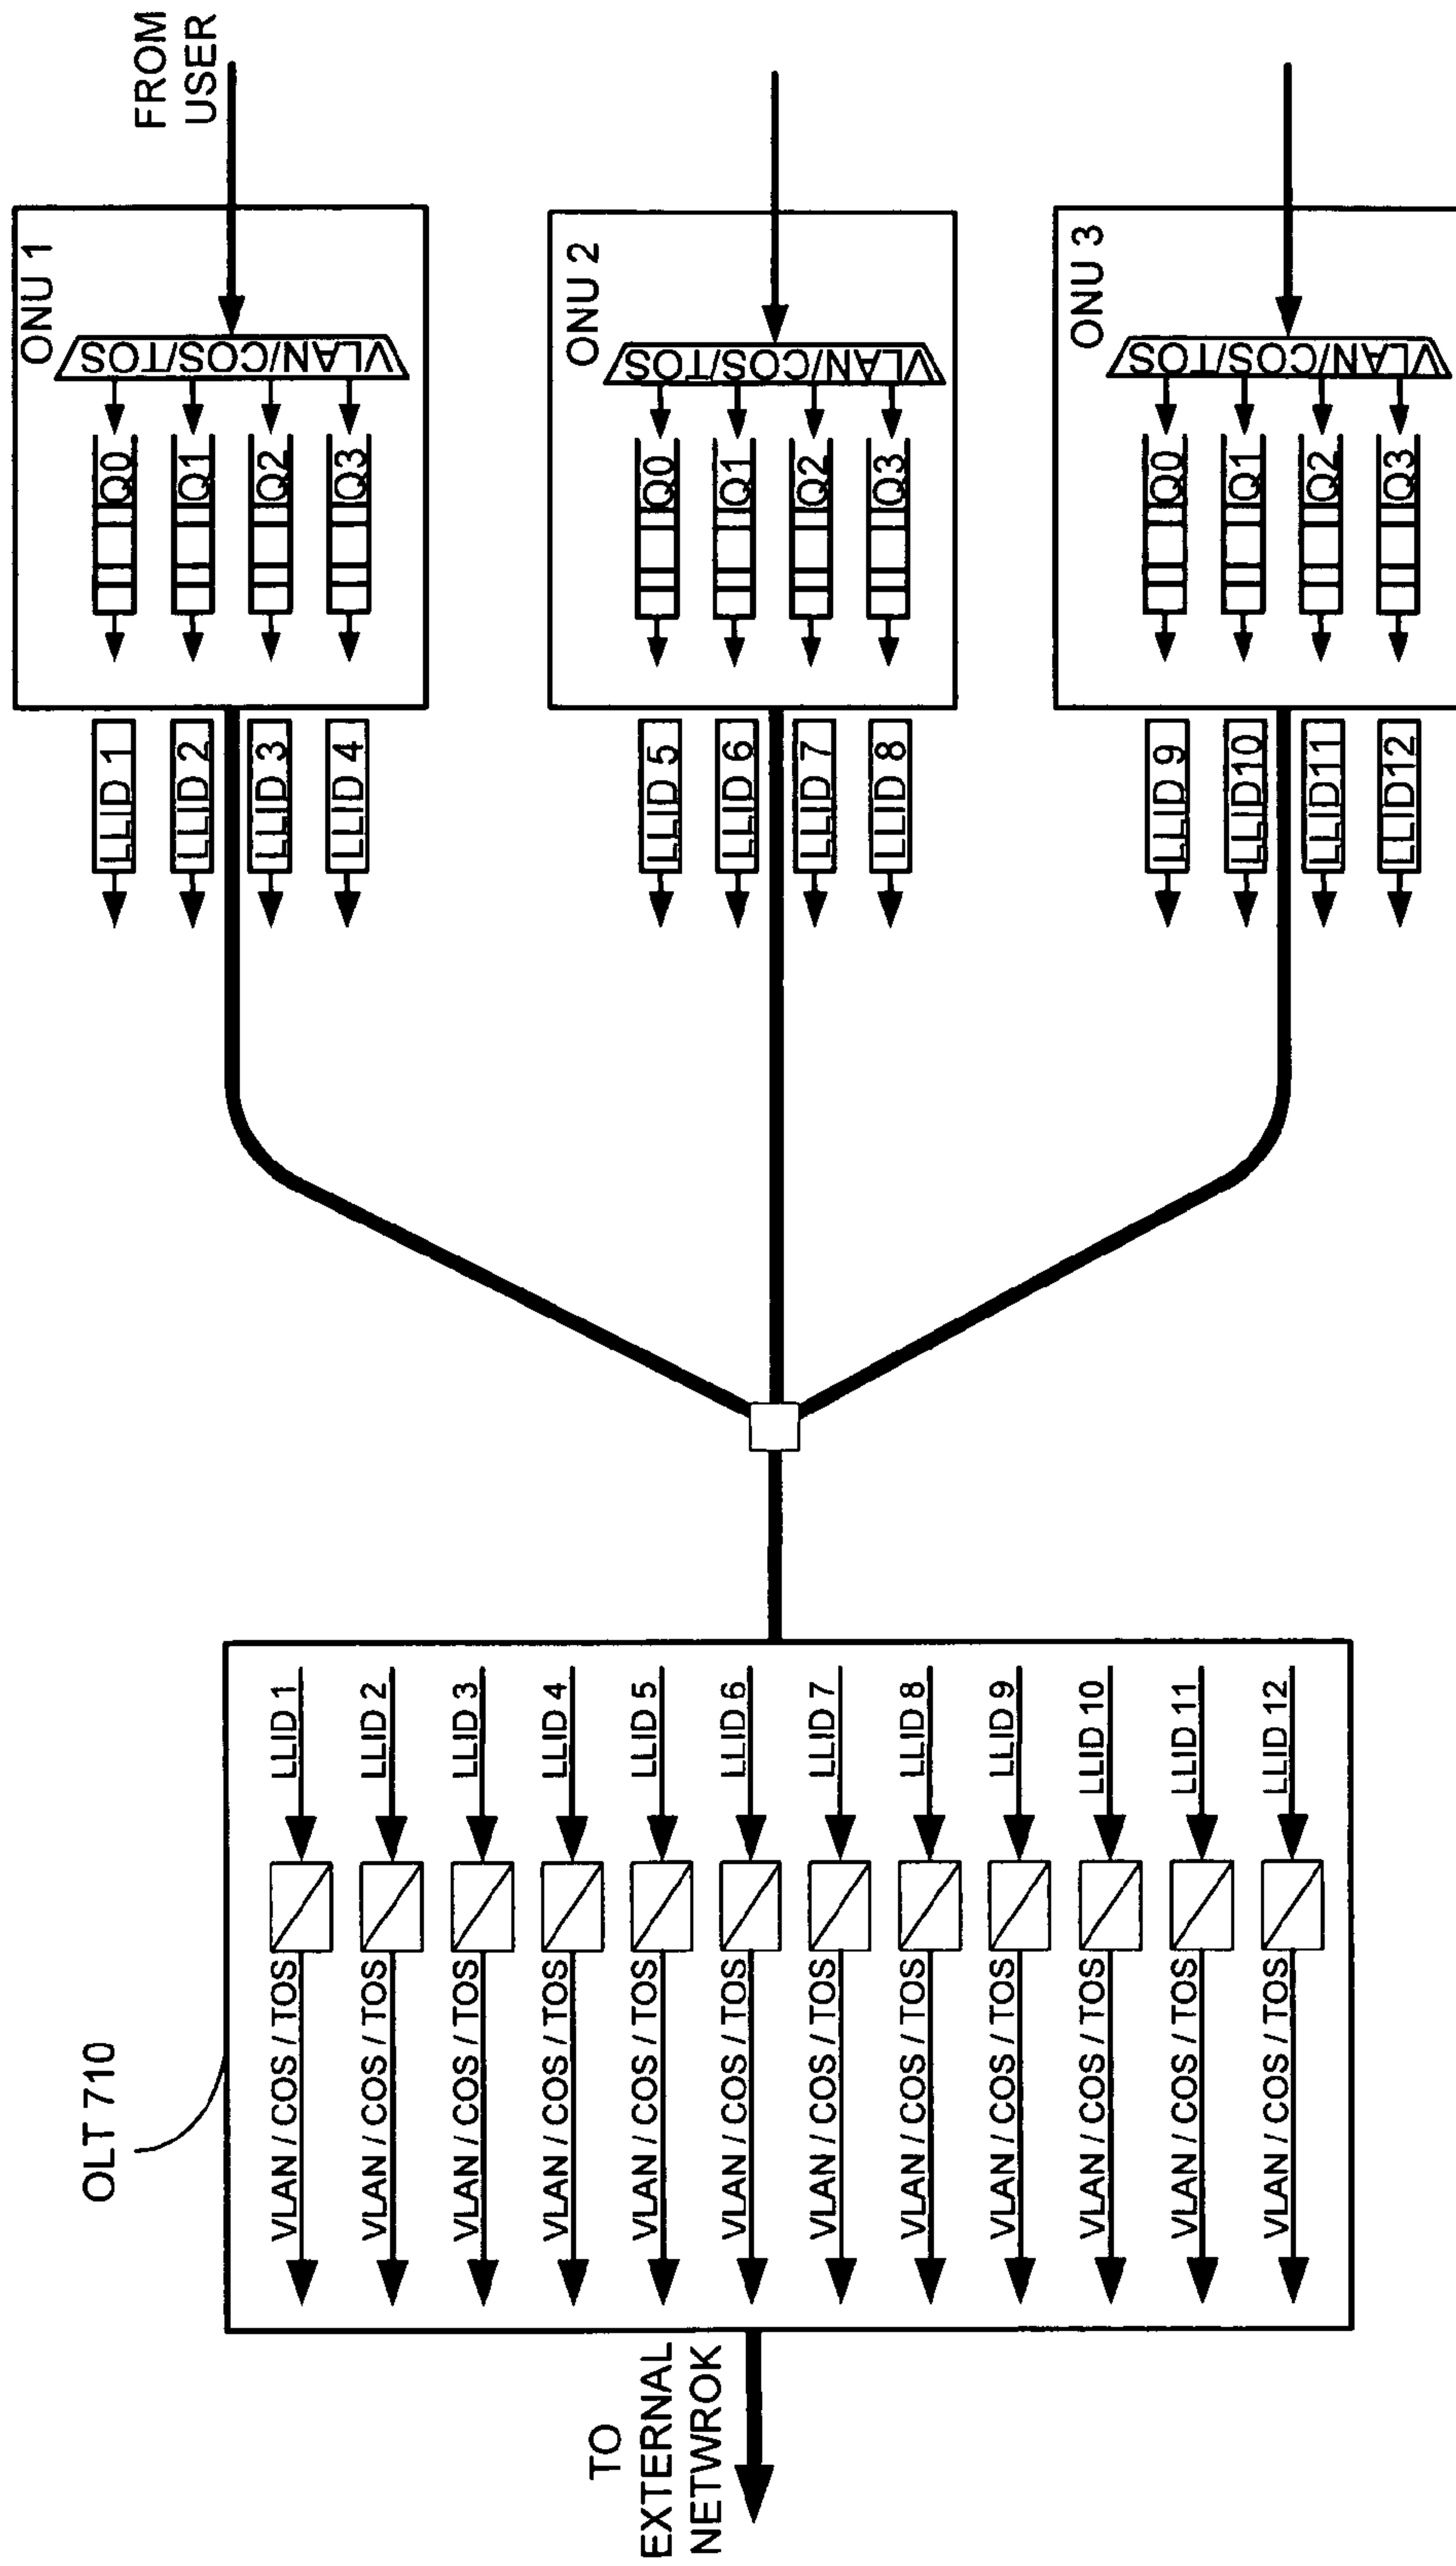 FROM
USER
ONU 1
VLAN/COS/TOS
Q0
Q1
Q2
Q3
LLID 1
LLID 2
LLID 3
LLID 4
ONU 2
VLAN/COS/TOS
Q0
Q1
Q2
Q3
LLID 5
LLID 6
LLID 7
LLID 8
ONU 3
VLAN/COS/TOS
Q0
Q1
Q2
Q3
LLID 9
LLID10
LLID11
LLID12
OLT 710
LLID 1
VLAN / COS / TOS
LLID 2
VLAN / COS / TOS
LLID 3
VLAN / COS / TOS
LLID 4
VLAN / COS / TOS
LLID 5
VLAN / COS / TOS
LLID 6
VLAN / COS / TOS
LLID 7
VLAN / COS / TOS
LLID 8
VLAN / COS / TOS
LLID 9
VLAN / COS / TOS
LLID 10
VLAN / COS / TOS
LLID 11
VLAN / COS / TOS
LLID 12
VLAN / COS / TOS
TO
EXTERNAL
NETWROK